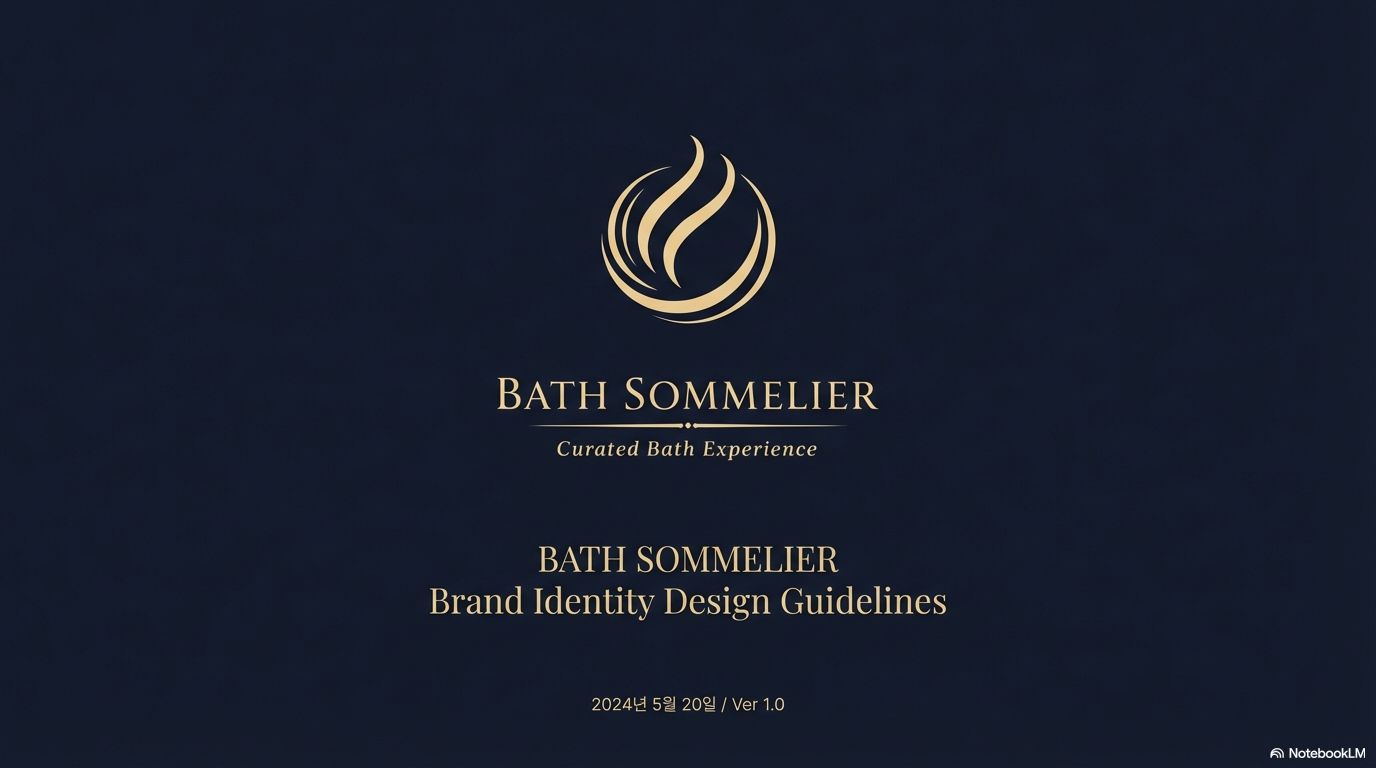 BATH SOMMELIER
Curated Bath Experience
BATH SOMMELIER
Brand Identity Design Guidelines
2024년 5월 20일 / Ver 1.0
NotebookLM